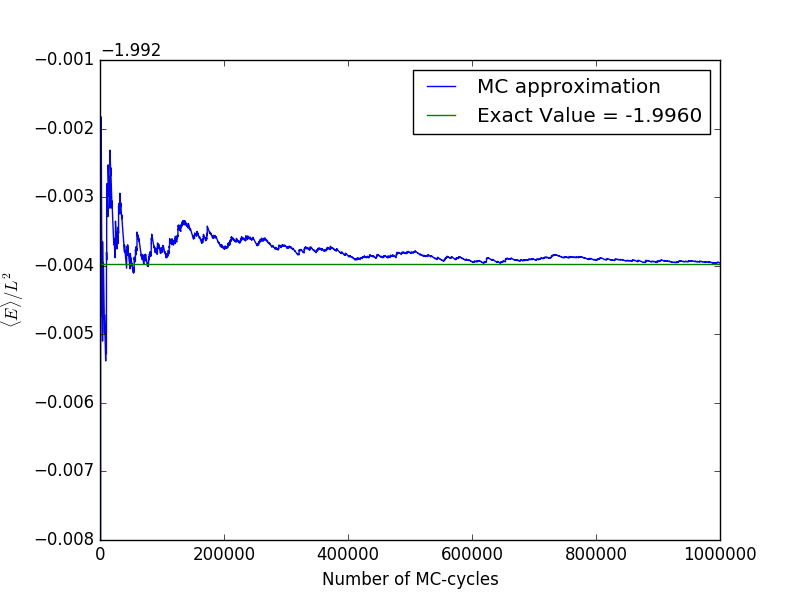 −1.992
−0.001
−0.002
−0.003
−0.004
−0.005
−0.006
−0.007
−0.008
⟨E⟩/L²
MC approximation
Exact Value = -1.9960
0 200000 400000 600000 800000 1000000
Number of MC-cycles